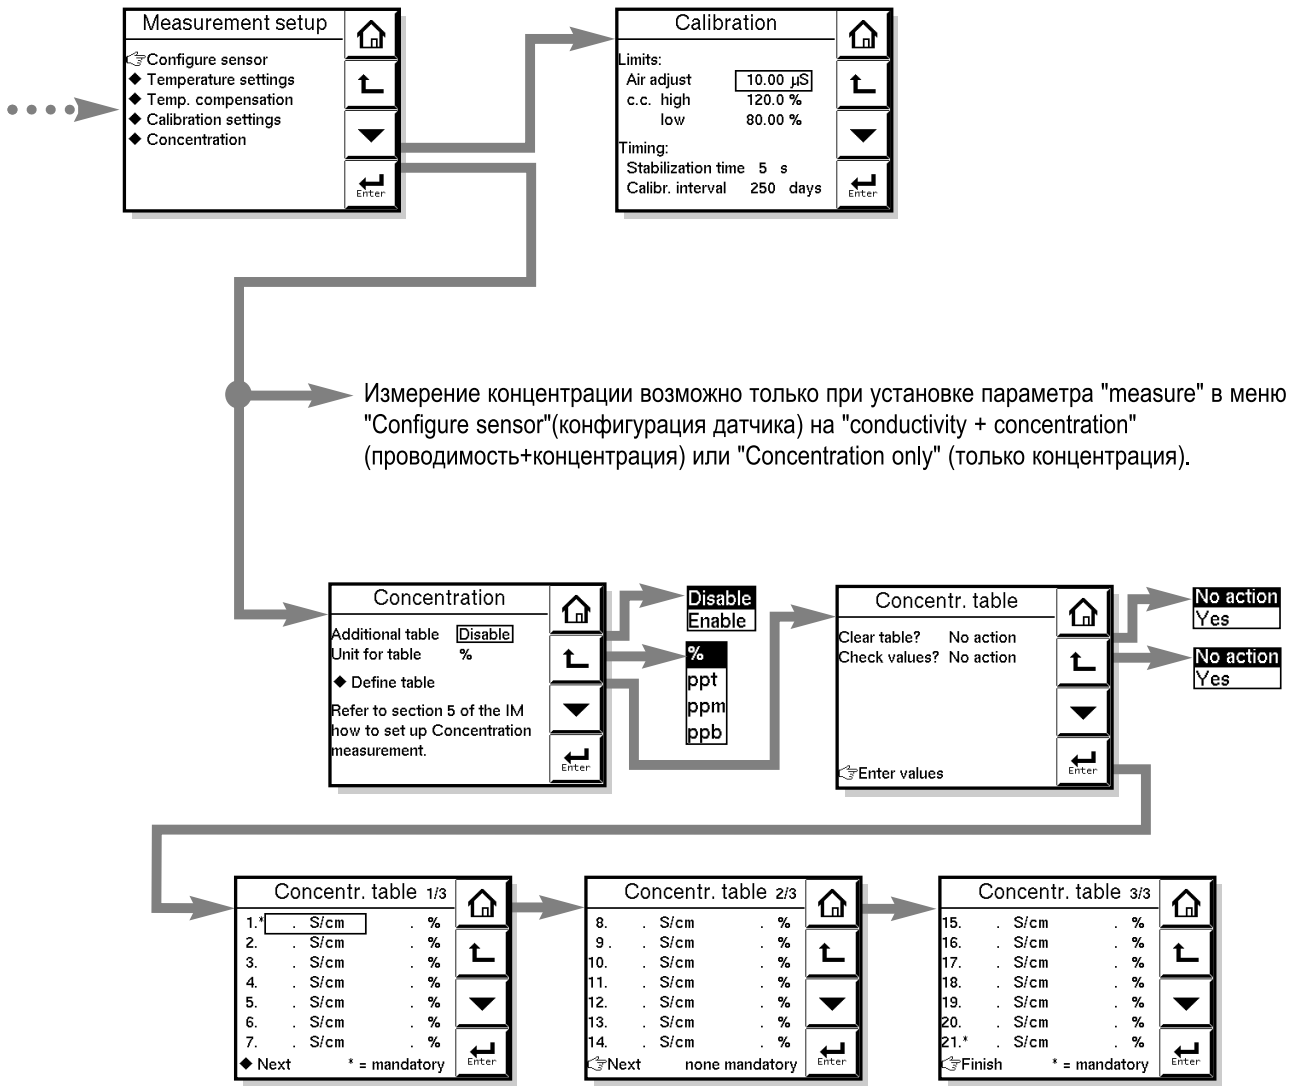 Measurement setup
Configure sensor
Temperature settings
Temp. compensation
Calibration settings
Concentration
Enter
Calibration
Limits:
Air adjust 10.00 µS
c.c. high 120.0 %
low 80.00 %
Timing:
Stabilization time 5 s
Calibr. interval 250 days
Enter
Измерение концентрации возможно только при установке параметра "measure" в меню
"Configure sensor"(конфигурация датчика) на "conductivity + concentration"
(проводимость+концентрация) или "Concentration only" (только концентрация).
Concentration
Additional table Disable
Unit for table %
Define table
Refer to section 5 of the IM
how to set up Concentration
measurement.
Enter
Disable
Enable
%
ppt
ppm
ppb
Concentr. table
Clear table? No action
Check values? No action
Enter values
Enter
No action
Yes
No action
Yes
Concentr. table 1/3
1.* . S/cm . %
2. . S/cm . %
3. . S/cm . %
4. . S/cm . %
5. . S/cm . %
6. . S/cm . %
7. . S/cm . %
Next * = mandatory
Enter
Concentr. table 2/3
8. . S/cm . %
9. . S/cm . %
10. . S/cm . %
11. . S/cm . %
12. . S/cm . %
13. . S/cm . %
14. . S/cm . %
Next none mandatory
Enter
Concentr. table 3/3
15. . S/cm . %
16. . S/cm . %
17. . S/cm . %
18. . S/cm . %
19. . S/cm . %
20. . S/cm . %
21.* . S/cm . %
Finish * = mandatory
Enter